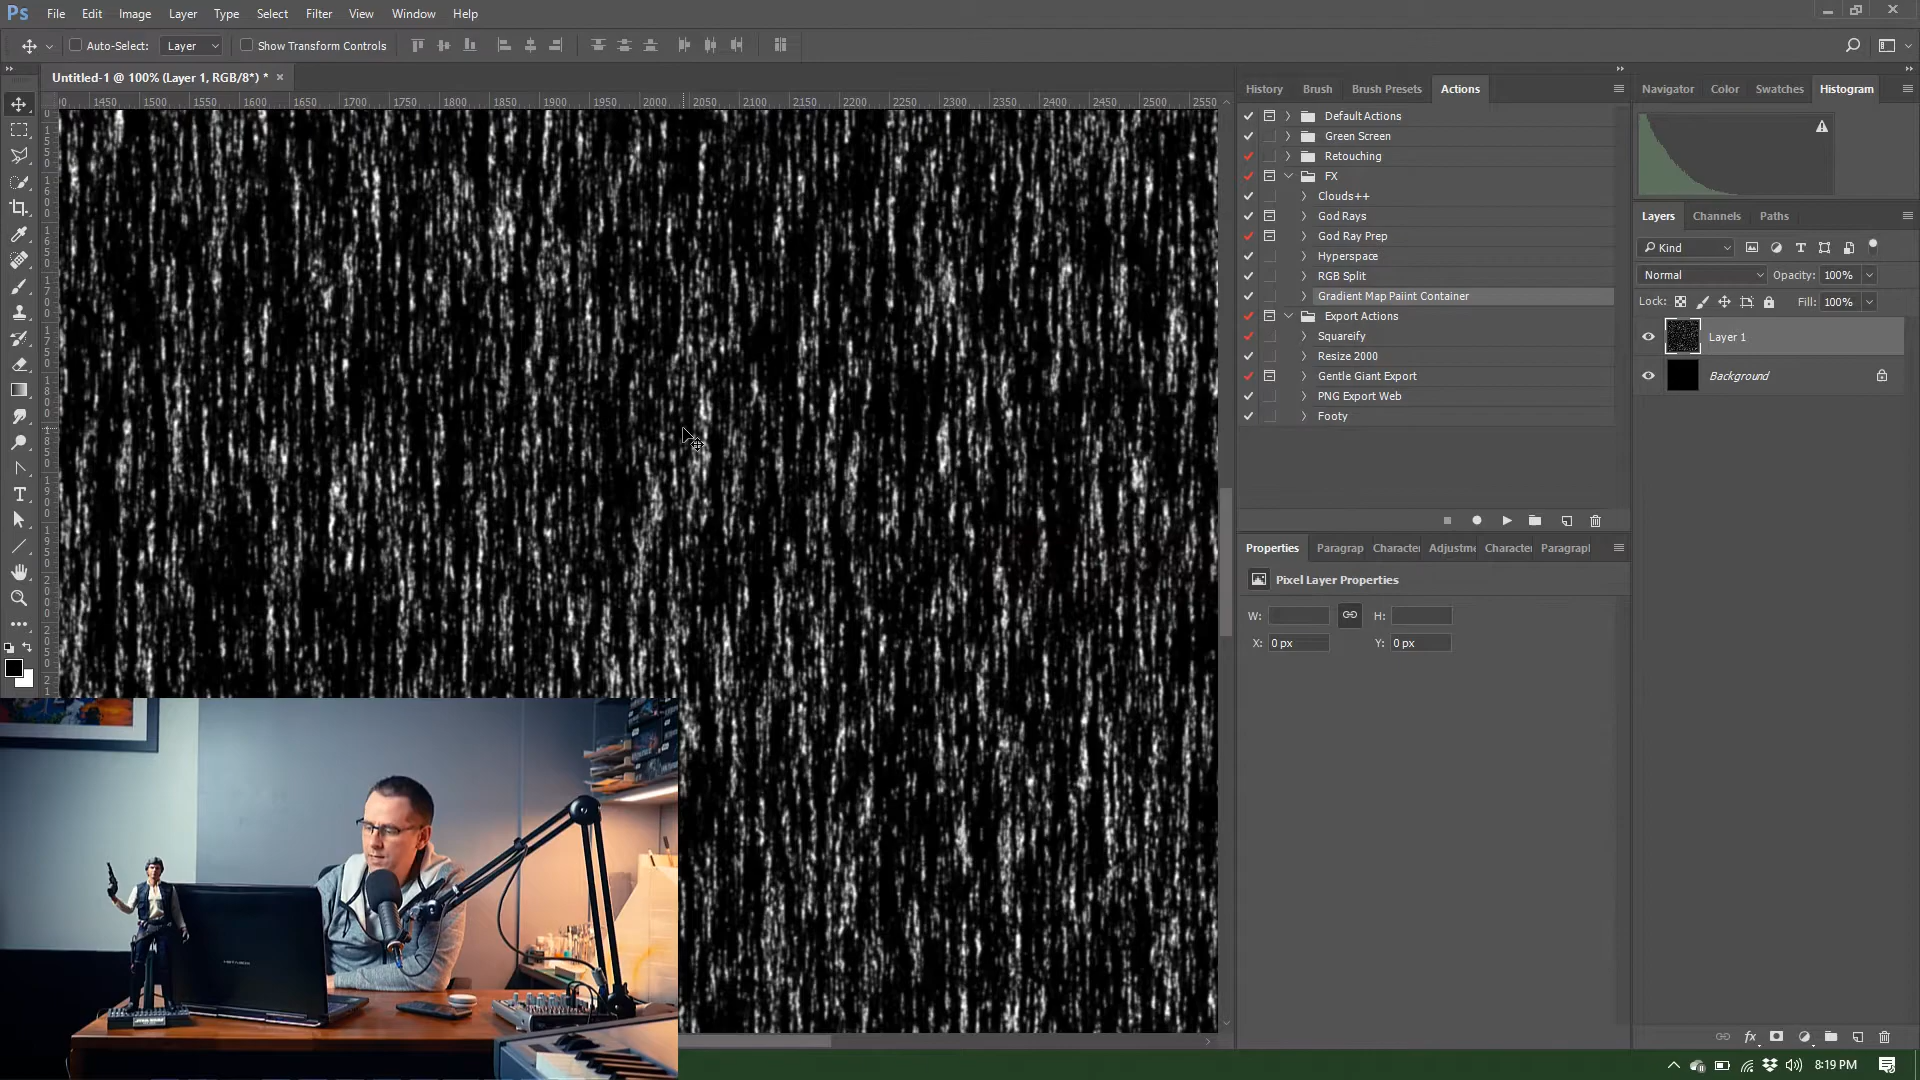 Ps File Edit Image Layer Type Select Filter View Window Help
Auto-Select: Layer Show Transform Controls
Untitled-1 @ 100% (Layer 1, RGB/8*) * ×
1450 1500 1550 1600 1650 1700 1750 1800 1850 1900 1950 2000 2050 2100 2150 2200 2250 2300 2350 2400 2450 2500 2550
History Brush Brush Presets Actions
Default Actions
Green Screen
Retouching
FX
Clouds++
God Rays
God Ray Prep
Hyperspace
RGB Split
Gradient Map Paiint Container
Export Actions
Squareify
Resize 2000
Gentle Giant Export
PNG Export Web
Footy
Properties Paragrap Character Adjustme Character Paragraph
Pixel Layer Properties
W: H:
X: 0 px Y: 0 px
Navigator Color Swatches Histogram
Layers Channels Paths
Kind
Normal Opacity: 100%
Lock: Fill: 100%
Layer 1
Background
8:19 PM